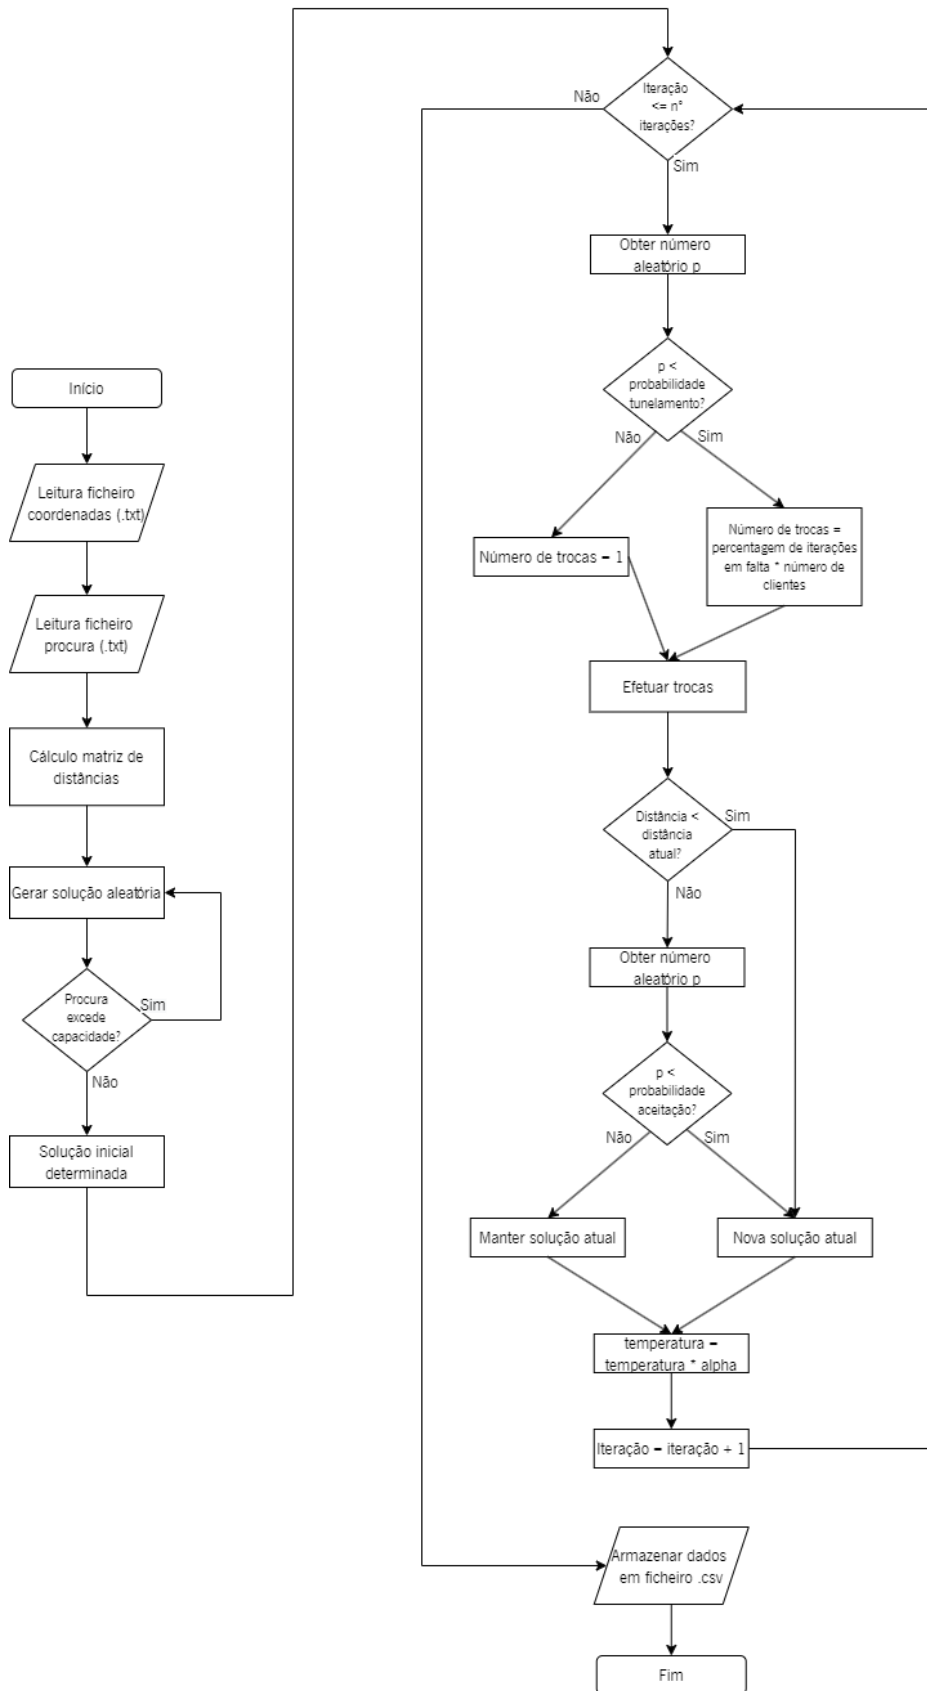 Início
Leitura ficheiro
coordenadas (.txt)
Leitura ficheiro
procura (.txt)
Cálculo matriz de
distâncias
Gerar solução aleatória
Procura
excede
capacidade?
Sim
Não
Solução inicial
determinada
Iteração
<= nº
iterações?
Não
Sim
Obter número
aleatório p
p <
probabilidade
tunelamento?
Não
Sim
Número de trocas = 1
Número de trocas =
percentagem de iterações
em falta * número de
clientes
Efetuar trocas
Distância <
distância
atual?
Sim
Não
Obter número
aleatório p
p <
probabilidade
aceitação?
Não
Sim
Manter solução atual
Nova solução atual
temperatura =
temperatura * alpha
Iteração = iteração + 1
Armazenar dados
em ficheiro .csv
Fim